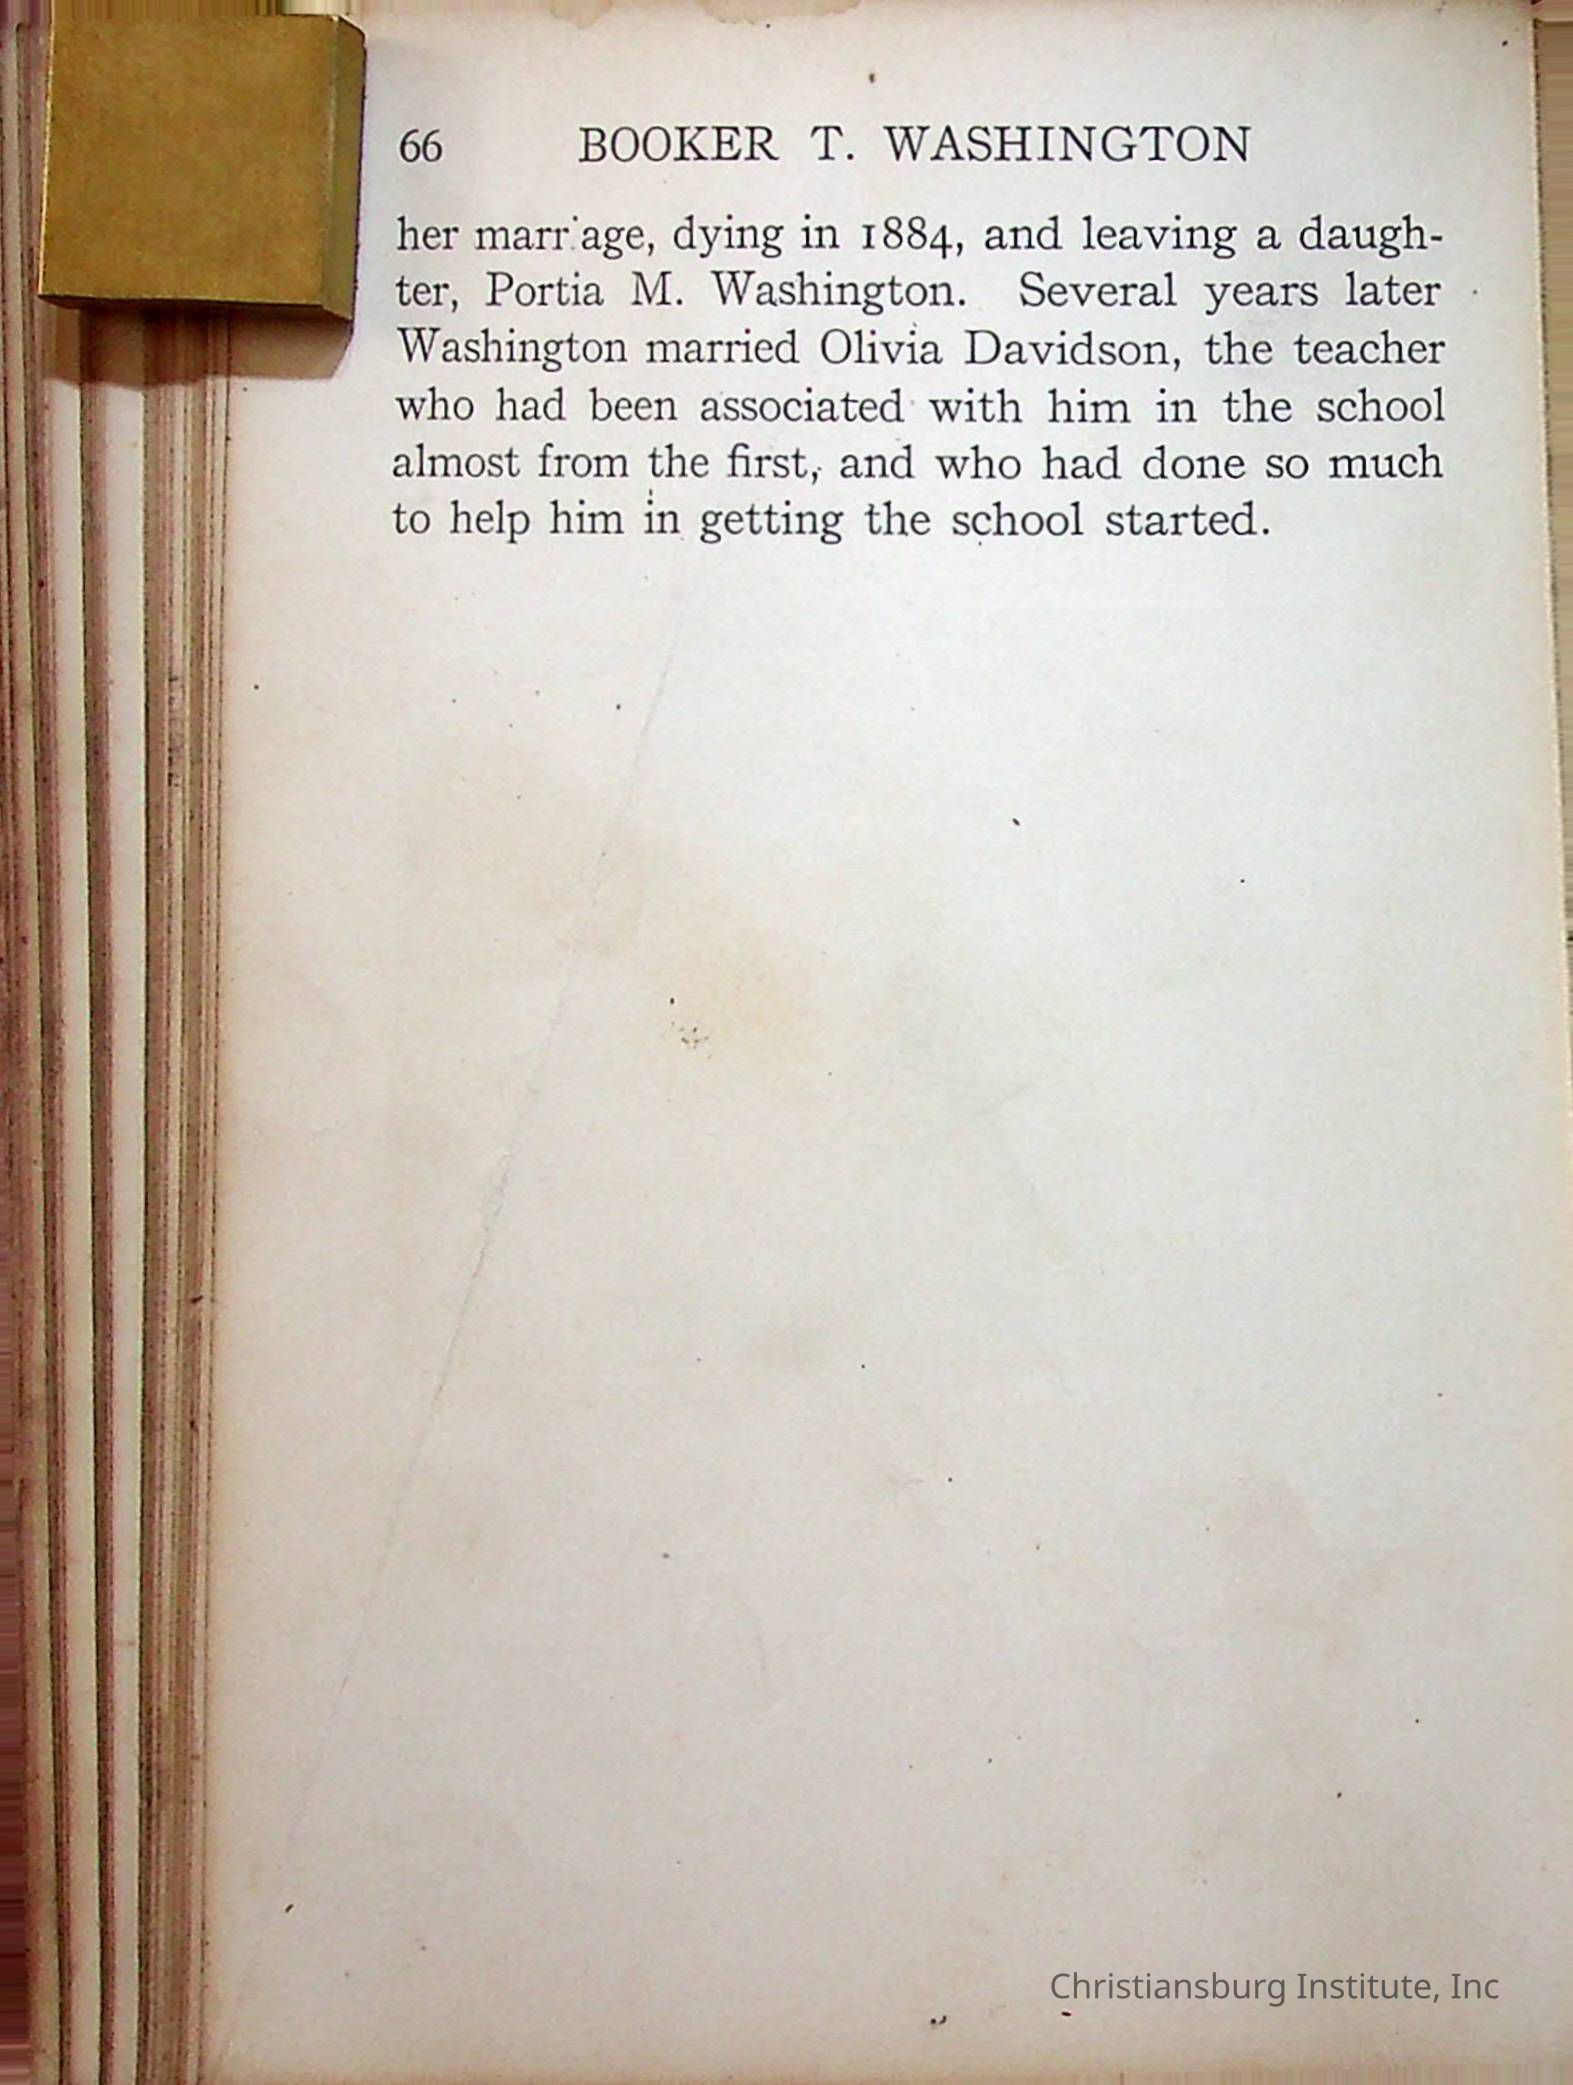 66 BOOKER T. WASHINGTON
her marriage, dying in 1884, and leaving a daugh-
ter, Portia M. Washington. Several years later
Washington married Olivia Davidson, the teacher
who had been associated with him in the school
almost from the first, and who had done so much
to help him in getting the school started.
Christiansburg Institute, Inc